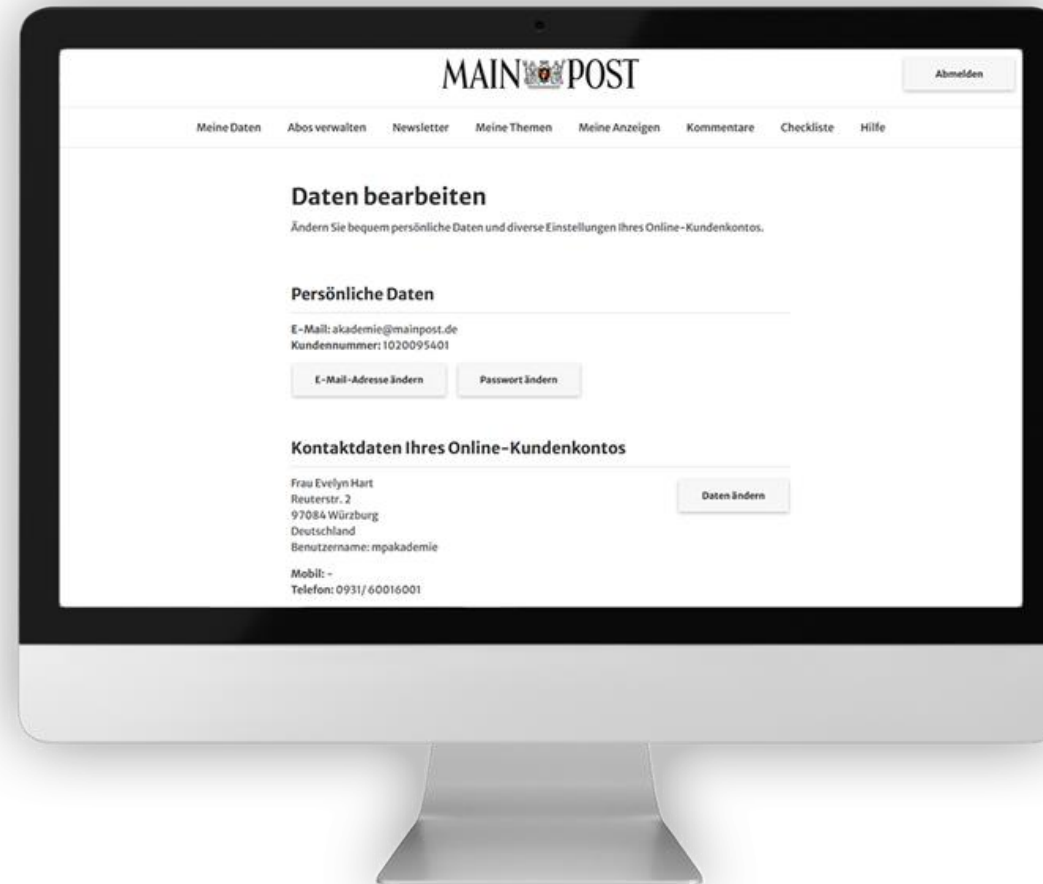 MAIN POST
Abmelden
Meine Daten Abos verwalten Newsletter Meine Themen Meine Anzeigen Kommentare Checkliste Hilfe
Daten bearbeiten
Ändern Sie bequem persönliche Daten und diverse Einstellungen Ihres Online-Kundenkontos.
Persönliche Daten
E-Mail: akademie@mainpost.de
Kundennummer: 1020095401
E-Mail-Adresse ändern Passwort ändern
Kontaktdaten Ihres Online-Kundenkontos
Frau Evelyn Hart
Reuterstr. 2
97084 Würzburg
Deutschland
Benutzername: mpakademie
Daten ändern
Mobil: -
Telefon: 0931/ 60016001